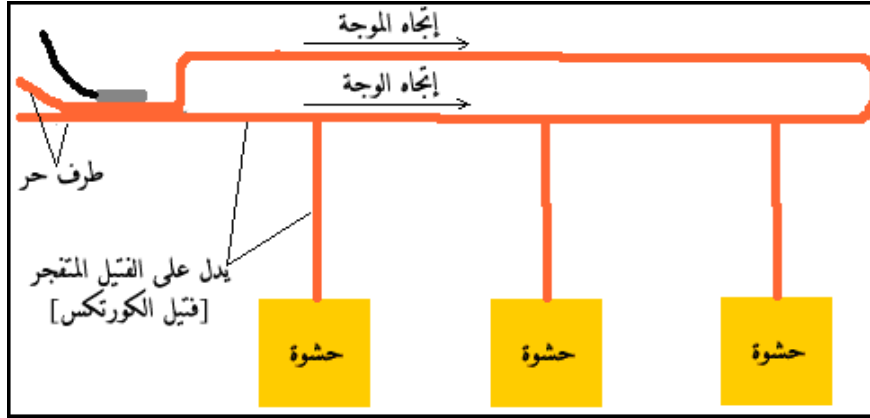 إتجاه الموجة
إتجاه الوجة
طرف حر
يدل على الفتيل المتفجر
[فتيل الكورتكس]
حشوة
حشوة
حشوة